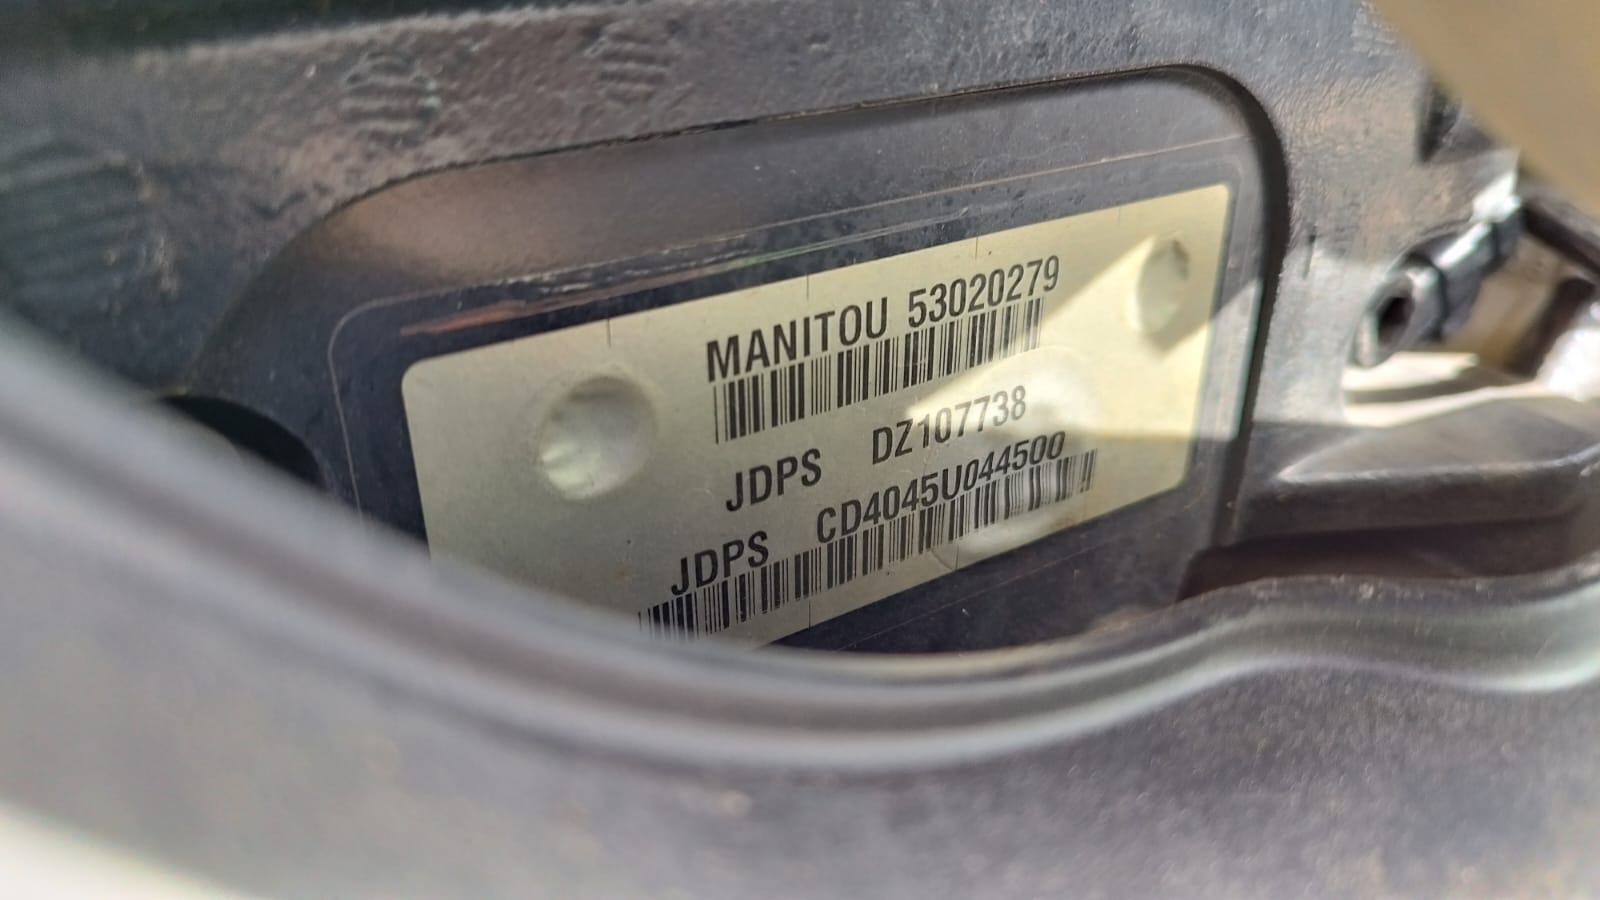 MANITOU 53020279
JDPS DZ107738
JDPS CD4045U044500